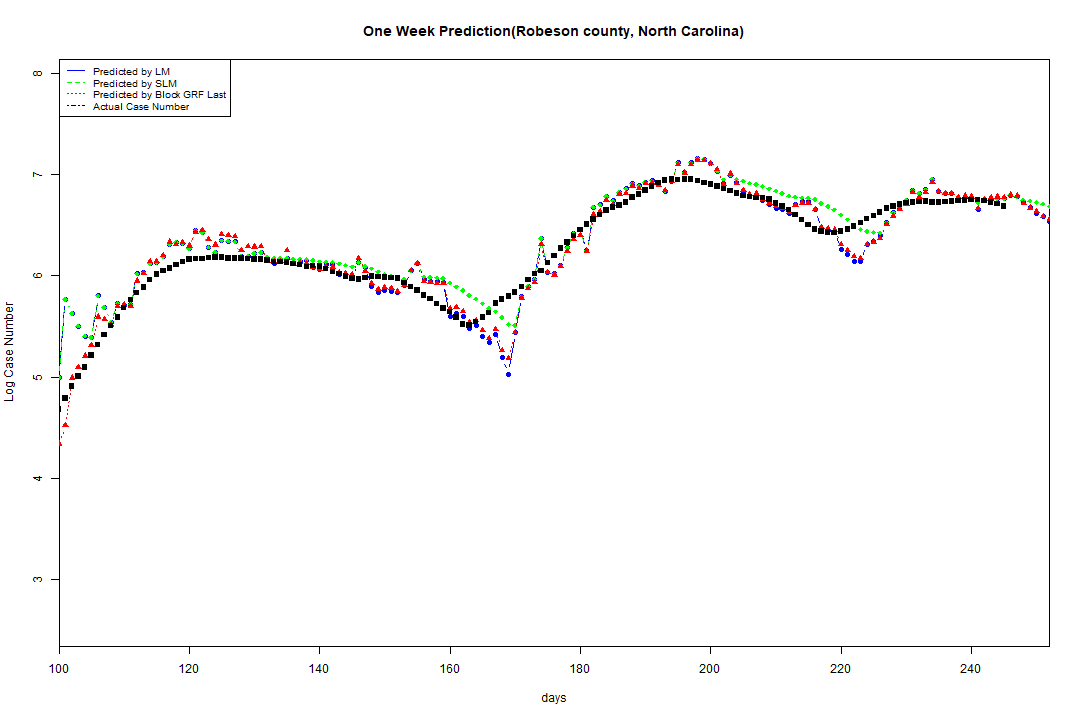 One Week Prediction(Robeson county, North Carolina)
Predicted by LM
Predicted by SLM
Predicted by Block GRF Last
Actual Case Number
8
7
6
5
4
3
Log Case Number
100 120 140 160 180 200 220 240
days